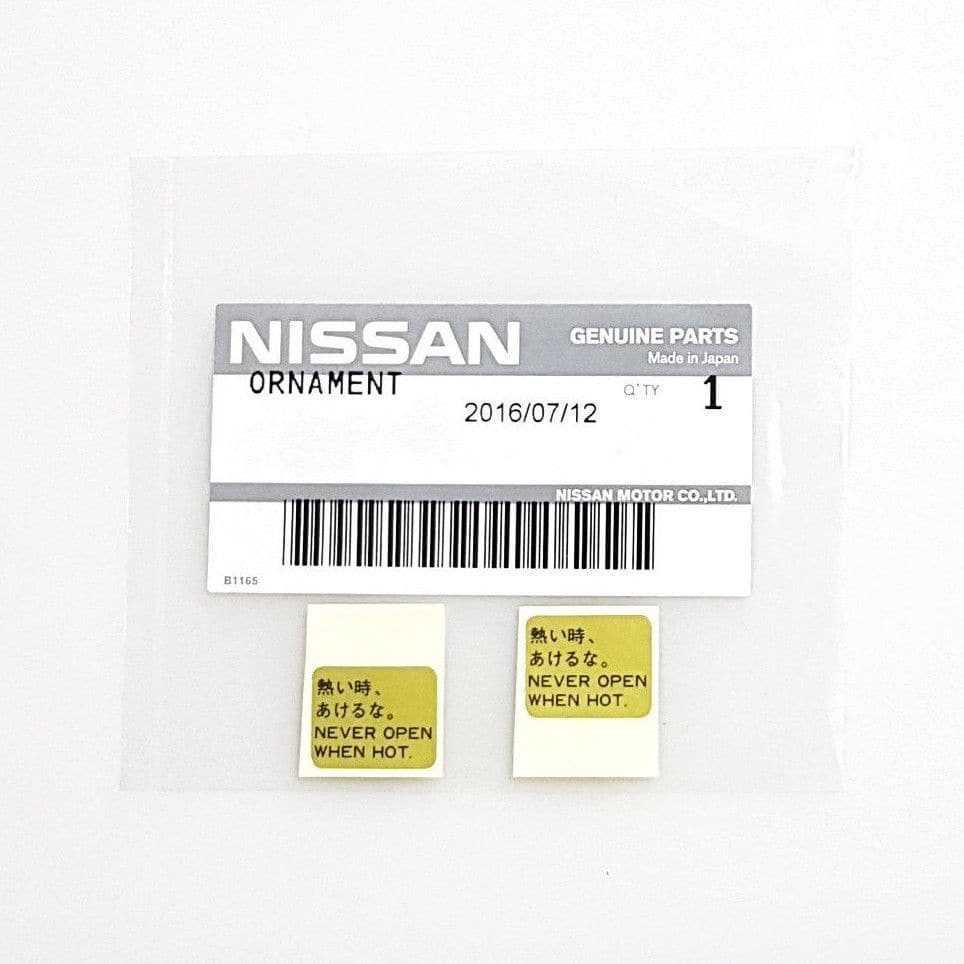 NISSAN
GENUINE PARTS
Made in Japan
ORNAMENT
Q'TY 1
2016/07/12
NISSAN MOTOR CO.,LTD.
B1165
熱い時、
あけるな。
NEVER OPEN
WHEN HOT.
熱い時、
あけるな。
NEVER OPEN
WHEN HOT.